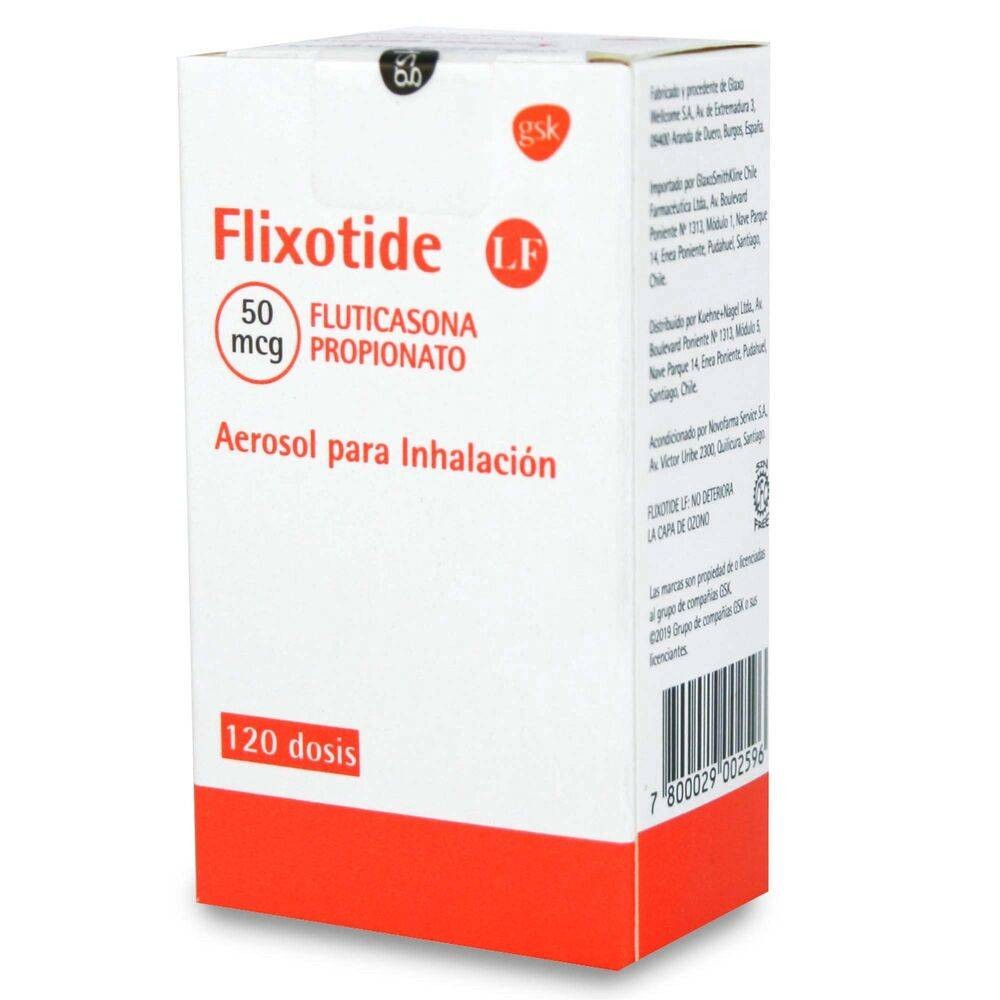 gsk
Flixotide LF
50
mcg
FLUTICASONA
PROPIONATO
Aerosol para Inhalación
120 dosis
Fabricado y procedente de Glaxo
Wellcome S.A., Av. de Extremadura 3,
09400 Aranda de Duero, Burgos, España.
Importado por GlaxoSmithKline Chile
Farmacéutica Ltda., Av. Boulevard
Poniente Nº 1313, Módulo 1, Nave Parque
14, Enea Poniente, Pudahuel, Santiago,
Chile.
Distribuido por Kuehne+Nagel Ltda., Av.
Boulevard Poniente Nº 1313, Módulo 5,
Nave Parque 14, Enea Poniente, Pudahuel,
Santiago, Chile.
Acondicionado por Novofarma Service S.A.,
Av. Víctor Uribe 2300, Quilicura, Santiago.
FLIXOTIDE LF: NO DETERIORA
LA CAPA DE OZONO
FREE
Las marcas son propiedad de o licenciadas
al grupo de compañías GSK.
©2019 Grupo de compañías GSK o sus
licenciantes.
7 800029 002596